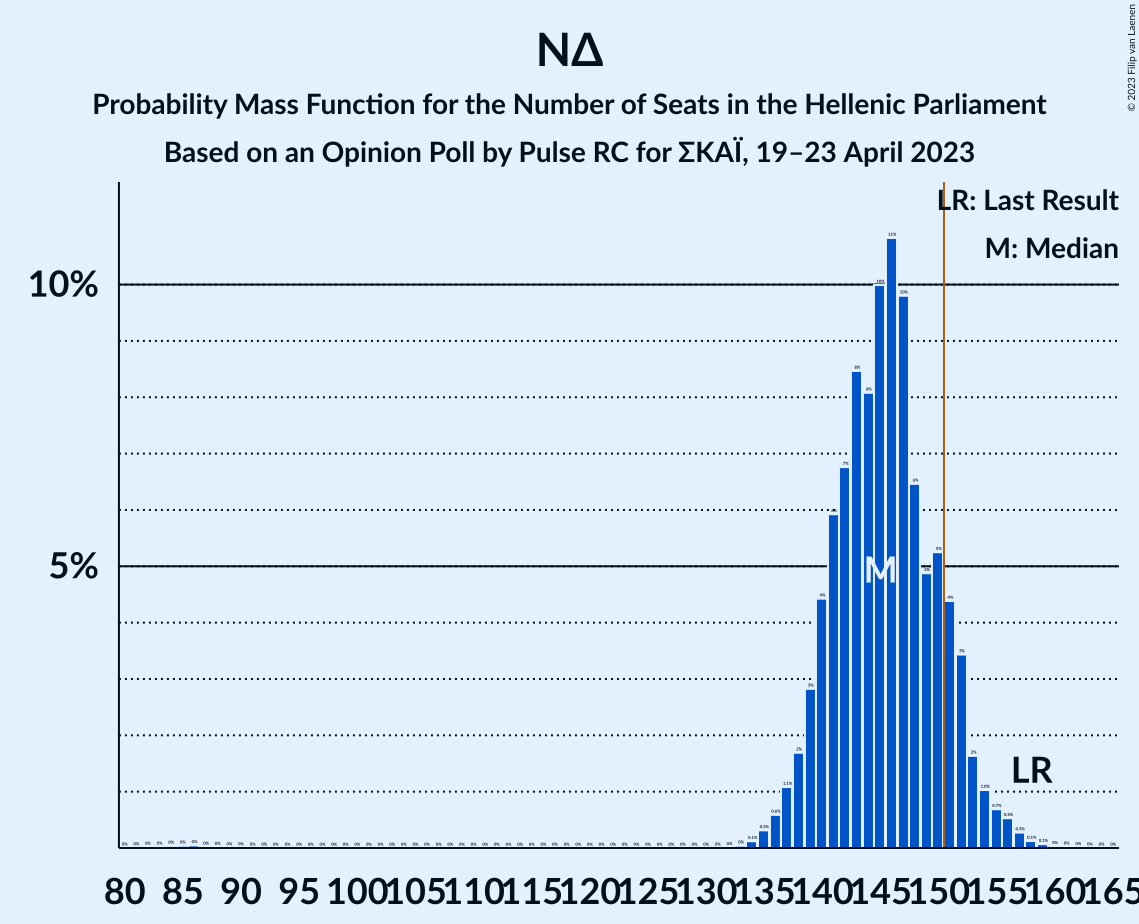 ΝΔ
Probability Mass Function for the Number of Seats in the Hellenic Parliament
Based on an Opinion Poll by Pulse RC for ΣΚΑΪ, 19–23 April 2023
© 2023 Filip van Laenen
LR: Last Result
M: Median
10%
5%
M
LR
80 85 90 95 100 105 110 115 120 125 130 135 140 145 150 155 160 165